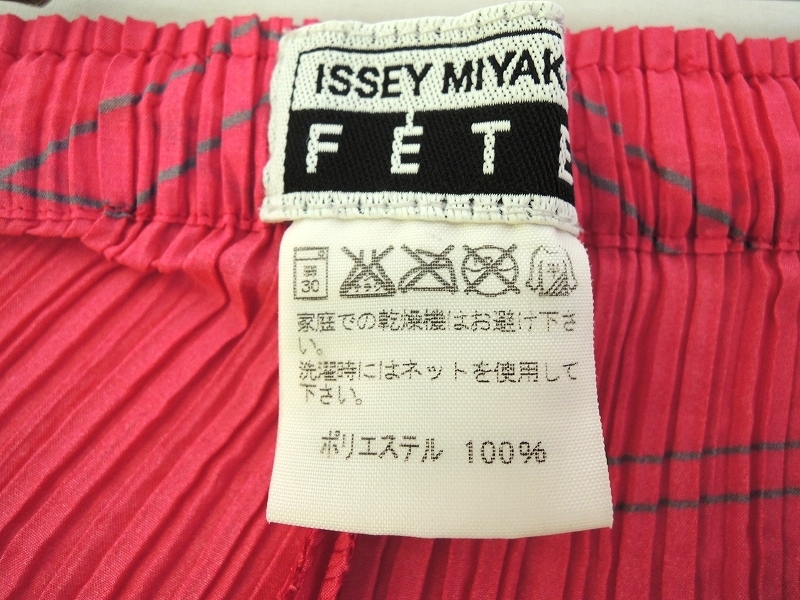 ISSEY MIYAK
FÊTE
弱
30
家庭での乾燥機はお避け下さ
い。
洗濯時にはネットを使用して
下さい。
ポリエステル 100%